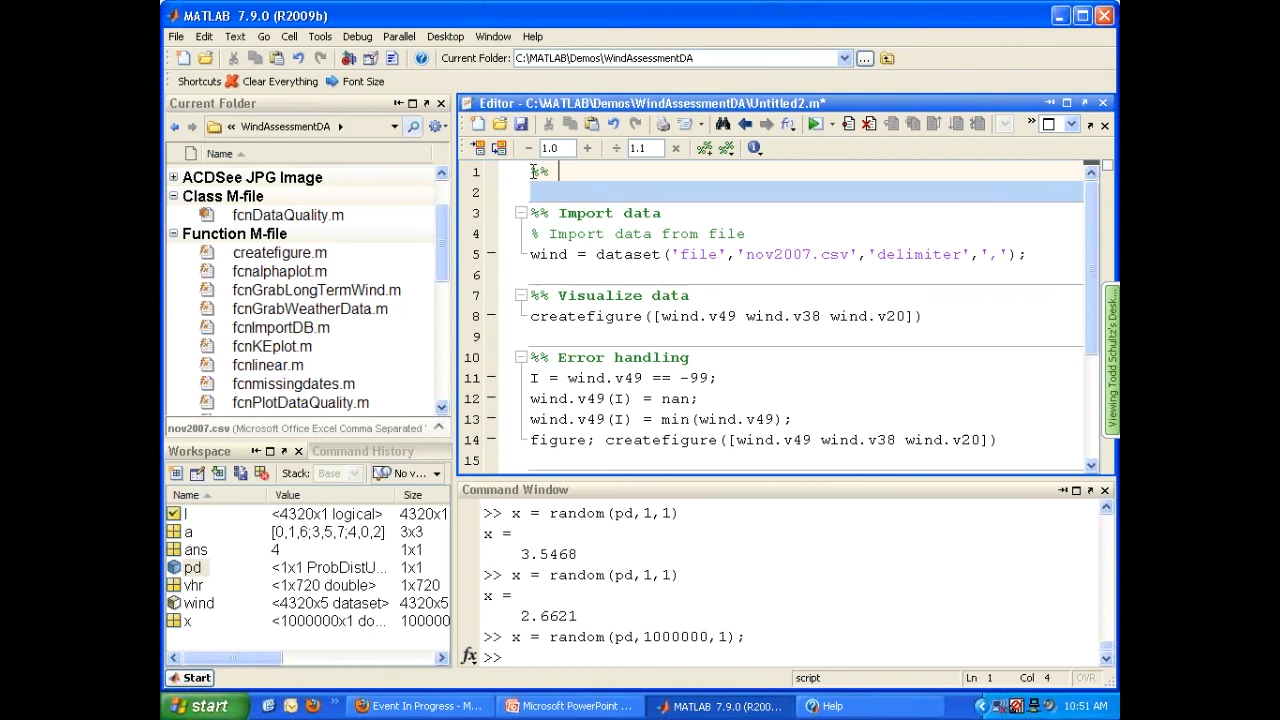 MATLAB 7.9.0 (R2009b)
File Edit Text Go Cell Tools Debug Parallel Desktop Window Help
Current Folder: C:\MATLAB\Demos\WindAssessmentDA
Shortcuts Clear Everything Font Size
Current Folder
« WindAssessmentDA
Name
ACDSee JPG Image
Class M-file
fcnDataQuality.m
Function M-file
createfigure.m
fcnalphaplot.m
fcnGrabLongTermWind.m
fcnGrabWeatherData.m
fcnImportDB.m
fcnKEplot.m
fcnlinear.m
fcnmissingdates.m
fcnPlotDataQuality.m
nov2007.csv (Microsoft Office Excel Comma Separated
Workspace Command History
Stack: Base No v...
Name Value Size
I <4320x1 logical> 4320x1
a [0,1,6;3,5,7;4,0,2] 3x3
ans 4 1x1
pd <1x1 ProbDistU... 1x1
vhr <1x720 double> 1x720
wind <4320x5 dataset> 4320x5
x <1000000x1 do... 100000
Start
Editor - C:\MATLAB\Demos\WindAssessmentDA\Untitled2.m*
1.0 1.1
1 %%
2
3 %% Import data
4 % Import data from file
5 wind = dataset('file','nov2007.csv','delimiter',',');
6
7 %% Visualize data
8 createfigure([wind.v49 wind.v38 wind.v20])
9
10 %% Error handling
11 I = wind.v49 == -99;
12 wind.v49(I) = nan;
13 wind.v49(I) = min(wind.v49);
14 figure; createfigure([wind.v49 wind.v38 wind.v20])
15
Viewing Todd Schultz's Desk...
Command Window
>> x = random(pd,1,1)
x =
3.5468
>> x = random(pd,1,1)
x =
2.6621
>> x = random(pd,1000000,1);
fx >>
script Ln 1 Col 4 OVR
start Event In Progress - M... Microsoft PowerPoint ... MATLAB 7.9.0 (R200... Help 10:51 AM